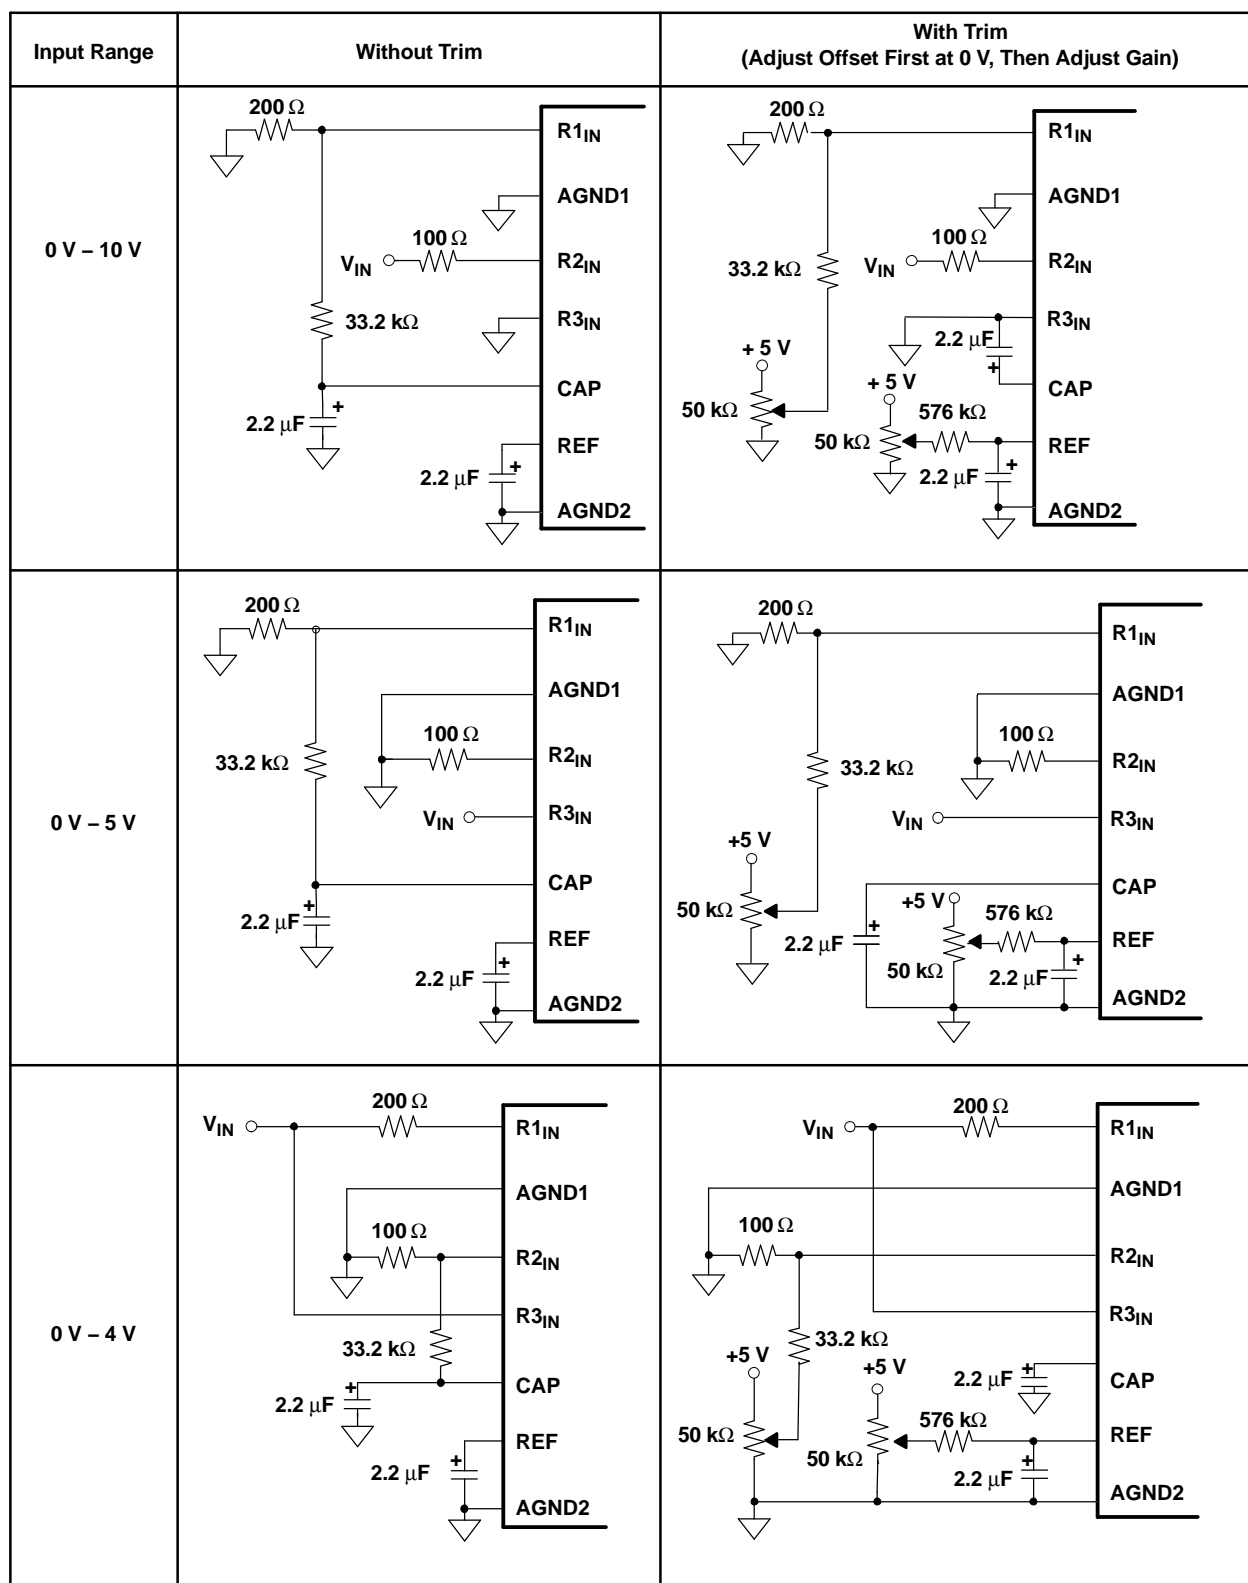 Input Range
Without Trim
With Trim
(Adjust Offset First at 0 V, Then Adjust Gain)
0 V – 10 V
200 Ω
R1IN
AGND1
100 Ω
VIN
R2IN
33.2 kΩ
R3IN
CAP
+
2.2 µF
REF
+
2.2 µF
AGND2
200 Ω
R1IN
AGND1
100 Ω
33.2 kΩ
VIN
R2IN
R3IN
2.2 µF
+
+ 5 V
CAP
+ 5 V
50 kΩ
576 kΩ
50 kΩ
REF
+
2.2 µF
AGND2
0 V – 5 V
200 Ω
R1IN
AGND1
100 Ω
33.2 kΩ
R2IN
VIN
R3IN
CAP
+
2.2 µF
REF
+
2.2 µF
AGND2
200 Ω
R1IN
AGND1
100 Ω
33.2 kΩ
R2IN
VIN
R3IN
+5 V
CAP
+5 V
50 kΩ
576 kΩ
+
2.2 µF
REF
50 kΩ
+
2.2 µF
AGND2
0 V – 4 V
200 Ω
VIN
R1IN
AGND1
100 Ω
R2IN
R3IN
33.2 kΩ
CAP
+
2.2 µF
REF
+
2.2 µF
AGND2
200 Ω
VIN
R1IN
AGND1
100 Ω
R2IN
R3IN
33.2 kΩ
+5 V
+5 V
+
2.2 µF
CAP
576 kΩ
50 kΩ
REF
50 kΩ
+
2.2 µF
AGND2